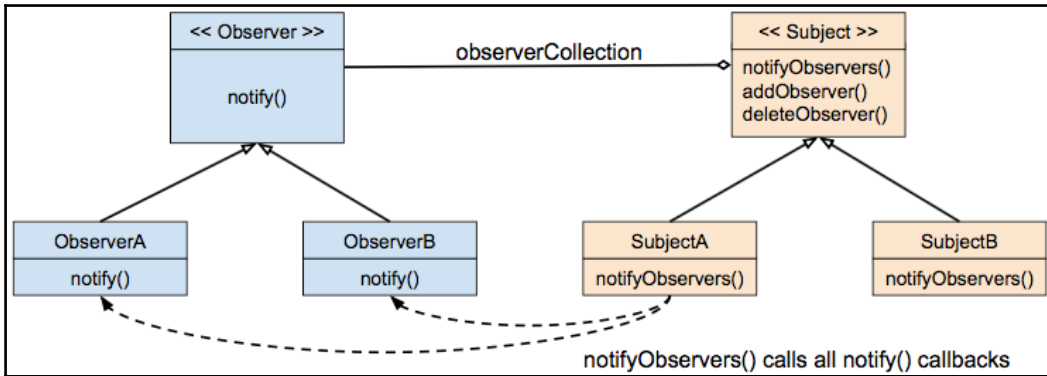 << Observer >>
notify()
observerCollection
<< Subject >>
notifyObservers()
addObserver()
deleteObserver()
ObserverA
notify()
ObserverB
notify()
SubjectA
notifyObservers()
SubjectB
notifyObservers()
notifyObservers() calls all notify() callbacks